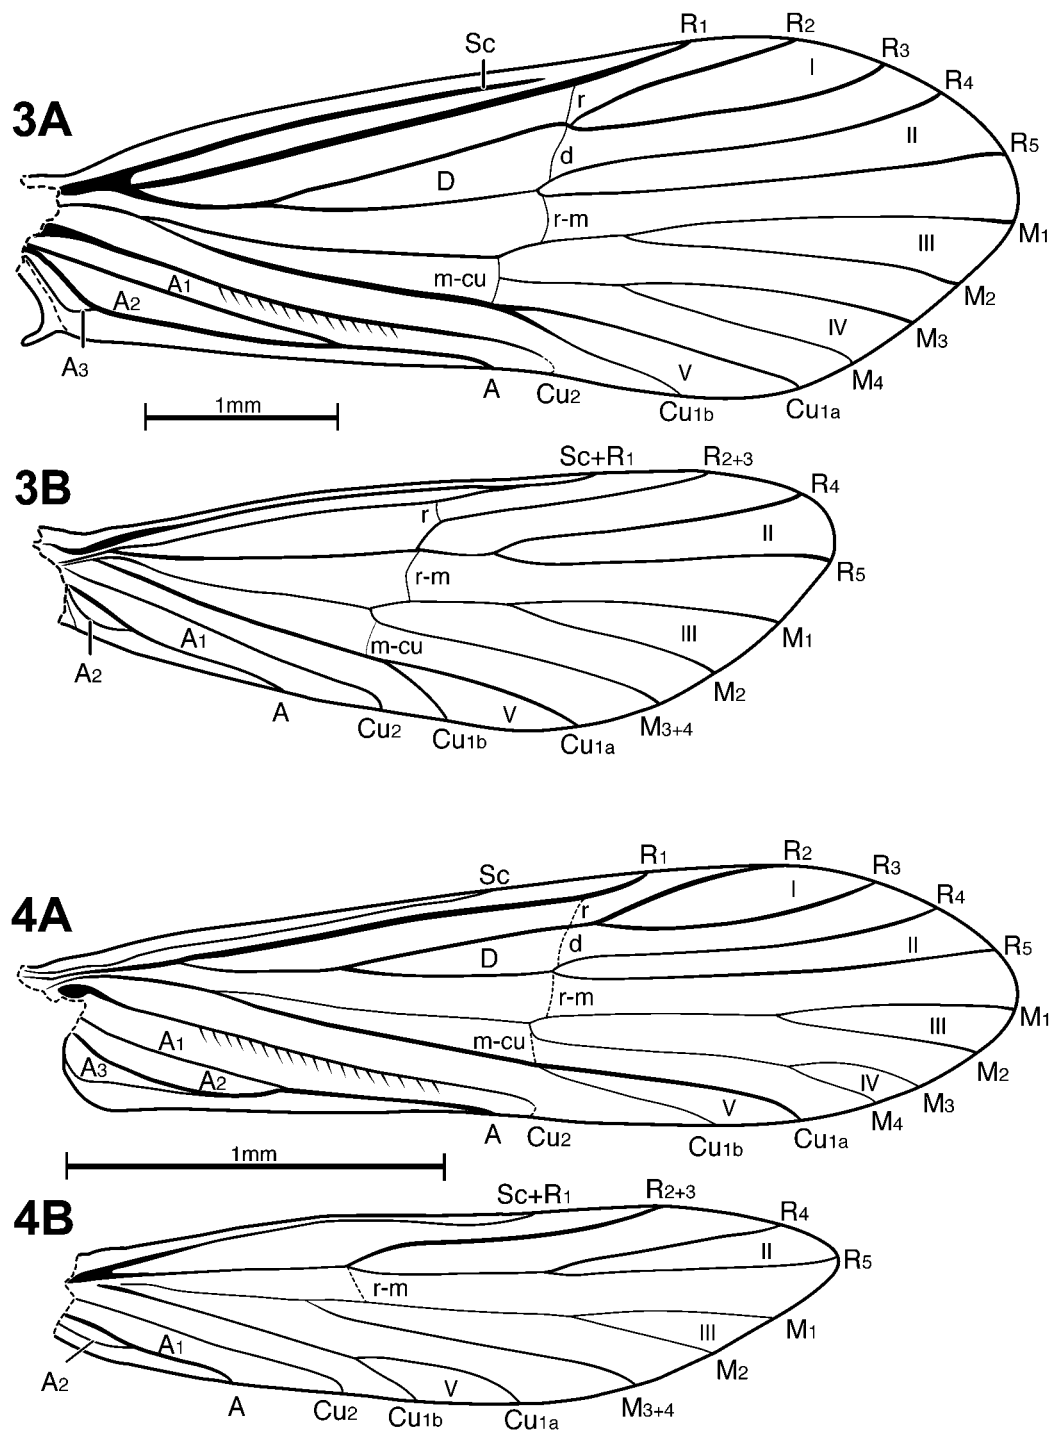 3A
Sc R1 R2 R3 R4 R5
I II III IV V
r d D r-m m-cu
A1 A2 A3
M1 M2 M3 M4
A Cu2 Cu1b Cu1a
1mm
3B
Sc+R1 R2+3 R4 R5
r r-m m-cu
II III V
A1 A2
M1 M2 M3+4
A Cu2 Cu1b Cu1a
4A
Sc R1 R2 R3 R4 R5
I II III IV V
r d D r-m m-cu
A1 A2 A3
M1 M2 M3 M4
A Cu2 Cu1b Cu1a
1mm
4B
Sc+R1 R2+3 R4 R5
r-m
II III V
A1 A2
M1 M2 M3+4
A Cu2 Cu1b Cu1a